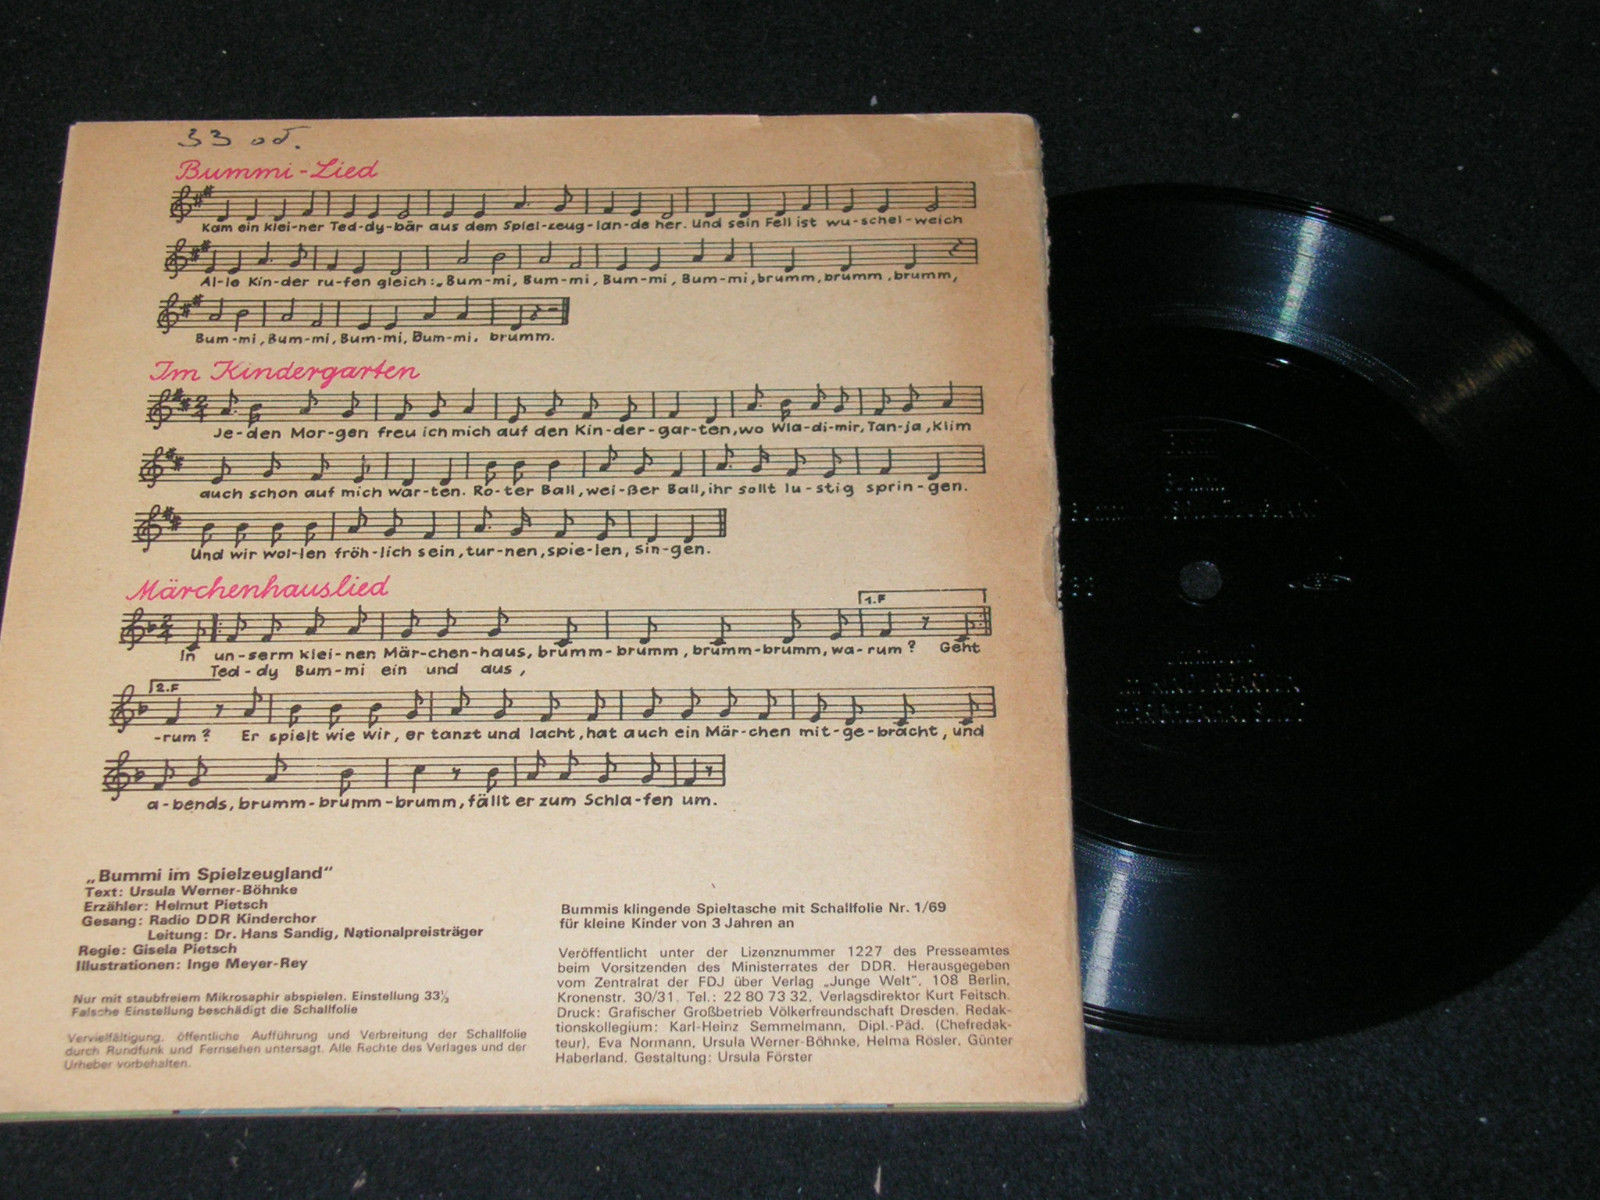 33 od.
Bummi-Lied
Kam ein klei-ner Ted-dy-bär aus dem Spiel-zeug-lan-de her. Und sein Fell ist wu-schel-weich
Al-le Kin-der ru-fen gleich: „Bum-mi, Bum-mi, Bum-mi, Bum-mi, brumm, brumm, brumm,
Bum-mi, Bum-mi, Bum-mi, Bum-mi, brumm.
Im Kindergarten
2/4
Je-den Mor-gen freu ich mich auf den Kin-der-gar-ten, wo Wla-di-mir, Tan-ja, Klim
auch schon auf mich war-ten. Ro-ter Ball, wei-ßer Ball, ihr sollt lu-stig sprin-gen.
Und wir wol-len fröh-lich sein, tur-nen, spie-len, sin-gen.
Märchenhauslied
1.F
2/4
In un-serm klei-nen Mär-chen-haus, brumm-brumm, brumm-brumm, wa-rum? Geht
Ted-dy Bum-mi ein und aus,
2.F
-rum? Er spielt wie wir, er tanzt und lacht, hat auch ein Mär-chen mit-ge-bracht, und
a-bends, brumm-brumm-brumm, fällt er zum Schla-fen um.
„Bummi im Spielzeugland“
Text: Ursula Werner-Böhnke
Erzähler: Helmut Pietsch
Gesang: Radio DDR Kinderchor
Leitung: Dr. Hans Sandig, Nationalpreisträger
Regie: Gisela Pietsch
Illustrationen: Inge Meyer-Rey
Nur mit staubfreiem Mikrosaphir abspielen. Einstellung 33⅓
Falsche Einstellung beschädigt die Schallfolie
Vervielfältigung, öffentliche Aufführung und Verbreitung der Schallfolie
durch Rundfunk und Fernsehen untersagt. Alle Rechte des Verlages und der
Urheber vorbehalten.
Bummis klingende Spieltasche mit Schallfolie Nr. 1/69
für kleine Kinder von 3 Jahren an
Veröffentlicht unter der Lizenznummer 1227 des Presseamtes
beim Vorsitzenden des Ministerrates der DDR. Herausgegeben
vom Zentralrat der FDJ über Verlag „Junge Welt“, 108 Berlin,
Kronenstr. 30/31. Tel.: 22 80 73 32, Verlagsdirektor Kurt Feitsch.
Druck: Grafischer Großbetrieb Völkerfreundschaft Dresden. Redak-
tionskollegium: Karl-Heinz Semmelmann, Dipl.-Päd. (Chefredak-
teur), Eva Normann, Ursula Werner-Böhnke, Helma Rösler, Günter
Haberland. Gestaltung: Ursula Förster